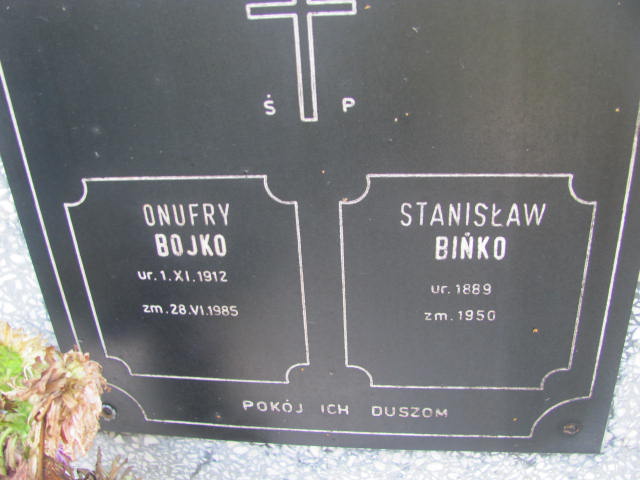 Ś P
ONUFRY
BOJKO
ur. 1. XI. 1912
zm. 28. VI. 1985
STANISŁAW
BIŃKO
ur. 1889
zm. 1950
POKÓJ ICH DUSZOM